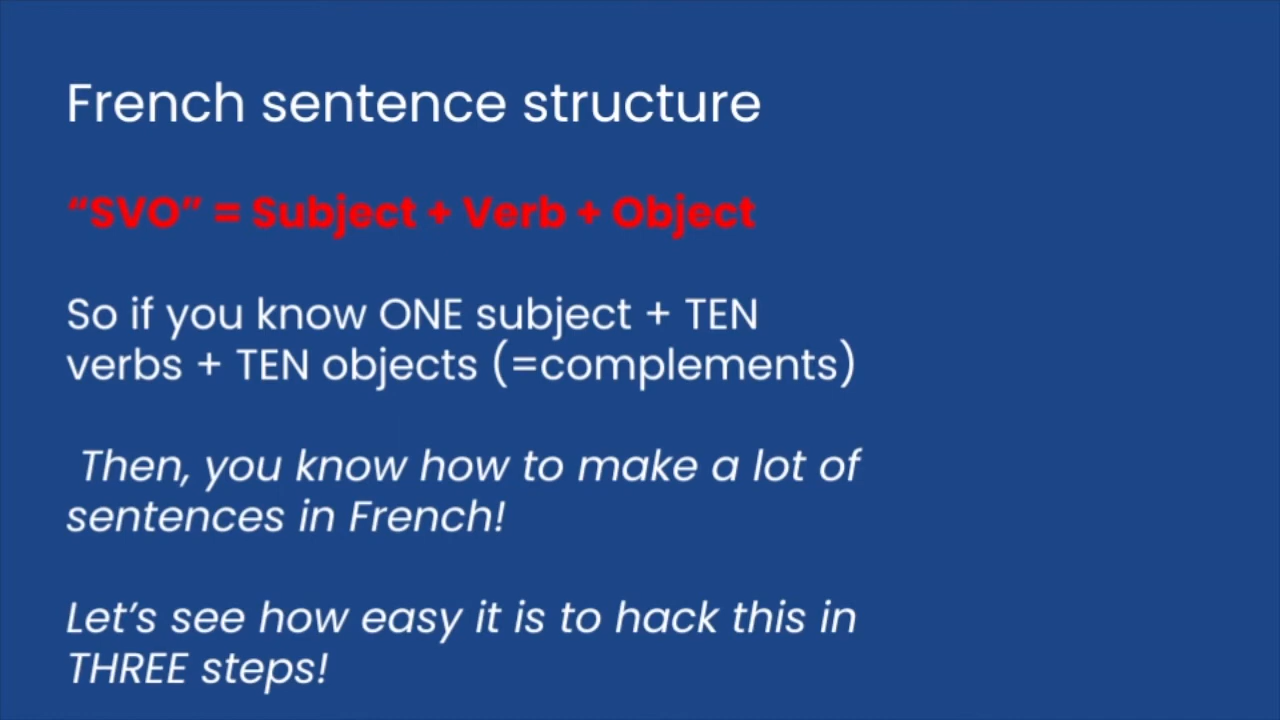 French sentence structure
“SVO” = Subject + Verb + Object
So if you know ONE subject + TEN
verbs + TEN objects (=complements)
Then, you know how to make a lot of
sentences in French!
Let’s see how easy it is to hack this in
THREE steps!